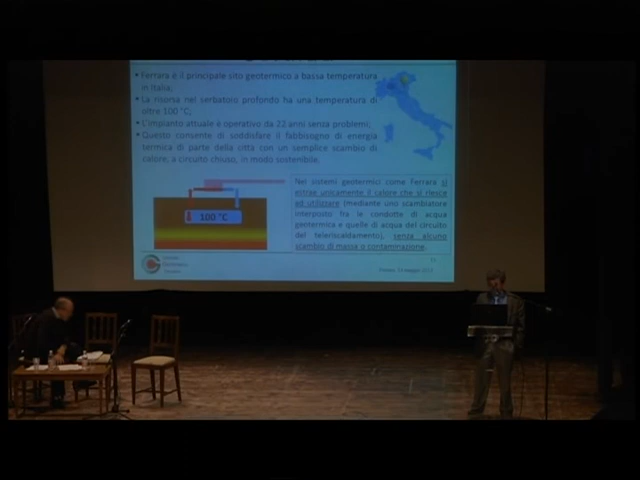 • Ferrara è il principale sito geotermico a bassa temperatura
in Italia;
• La risorsa nel serbatoio profondo ha una temperatura di
oltre 100 °C;
• L'impianto attuale è operativo da 22 anni senza problemi;
• Questo consente di soddisfare il fabbisogno di energia
termica di parte della città con un semplice scambio di
calore, a circuito chiuso, in modo sostenibile.
100 °C
Nei sistemi geotermici come Ferrara si
estrae unicamente il calore che si riesce
ad utilizzare (mediante uno scambiatore
interposto fra le condotte di acqua
geotermica e quelle di acqua del circuito
del teleriscaldamento), senza alcuno
scambio di massa o contaminazione.